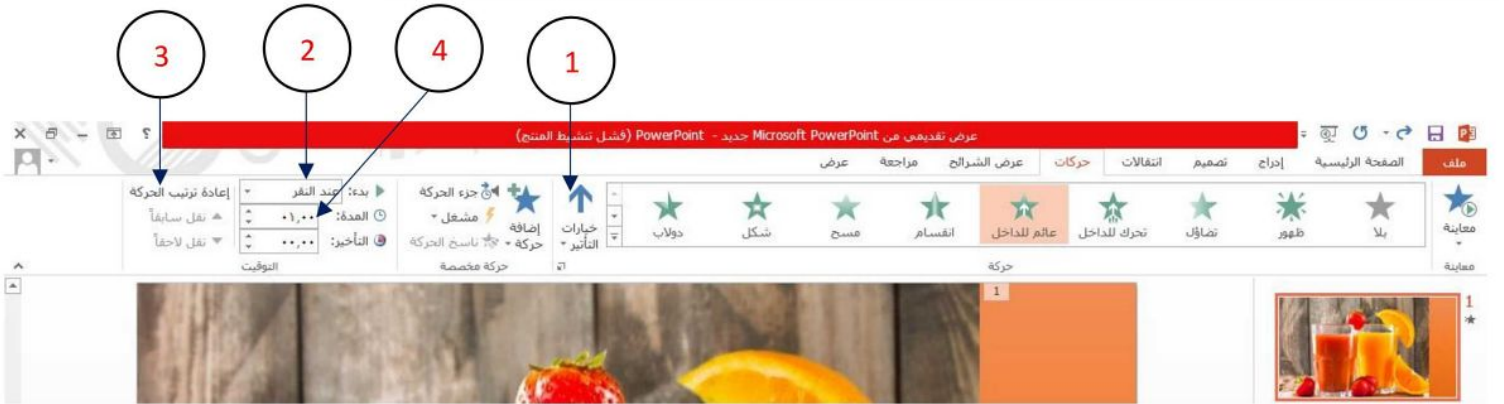 3
2
4
1
عرض تقديمي من Microsoft PowerPoint جديد - PowerPoint (فشل تنشيط المنتج)
?
ملف
الصفحة الرئيسية
إدراج
تصميم
انتقالات
حركات
عرض الشرائح
مراجعة
عرض
معاينة
بلا
ظهور
تضاؤل
تحرك للداخل
عائم للداخل
انقسام
مسح
شكل
دولاب
خيارات
التأثير
إضافة
حركة
جزء الحركة
مشغل
ناسخ الحركة
بدء: عند النقر
المدة: ٠١,٠٠
التأخير: ٠٠,٠٠
إعادة ترتيب الحركة
نقل سابقاً
نقل لاحقاً
معاينة
حركة
حركة مخصصة
التوقيت
1
1